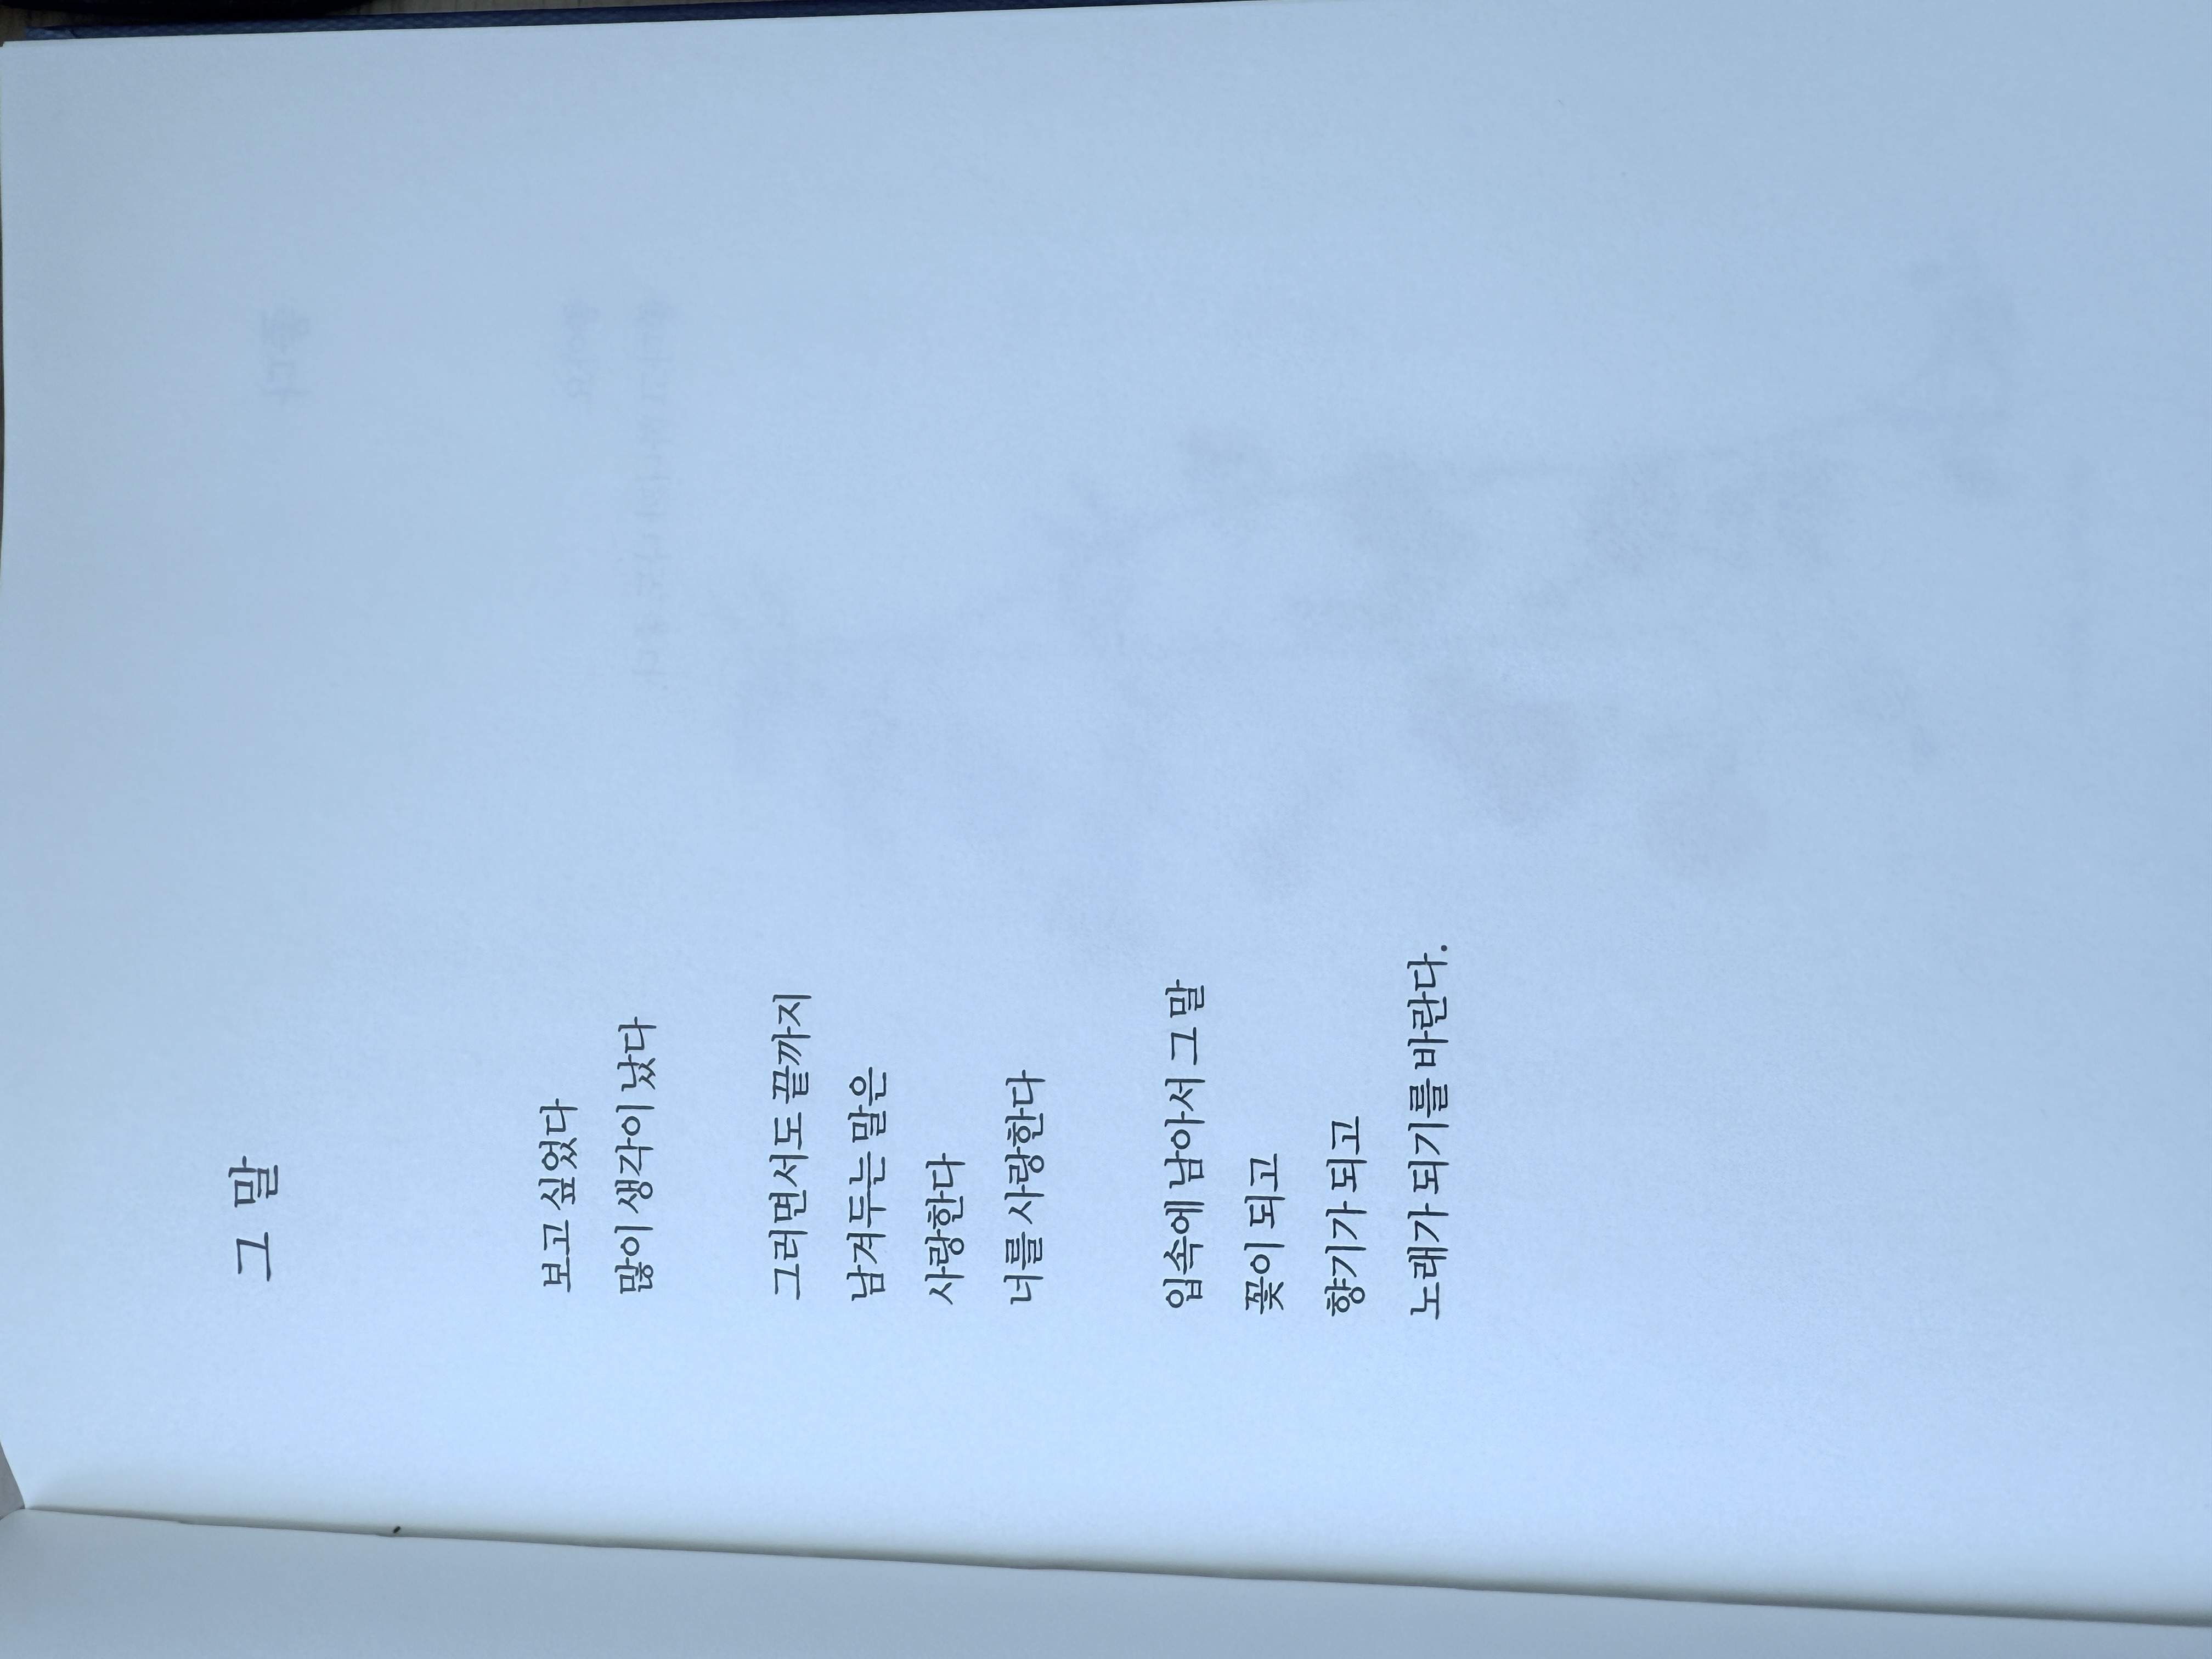 그 말
보고 싶었다
많이 생각이 났다
그러면서도 끝까지
남겨두는 말은
사랑한다
너를 사랑한다
입속에 남아서 그 말
꽃이 되고
향기가 되고
노래가 되기를 바란다.